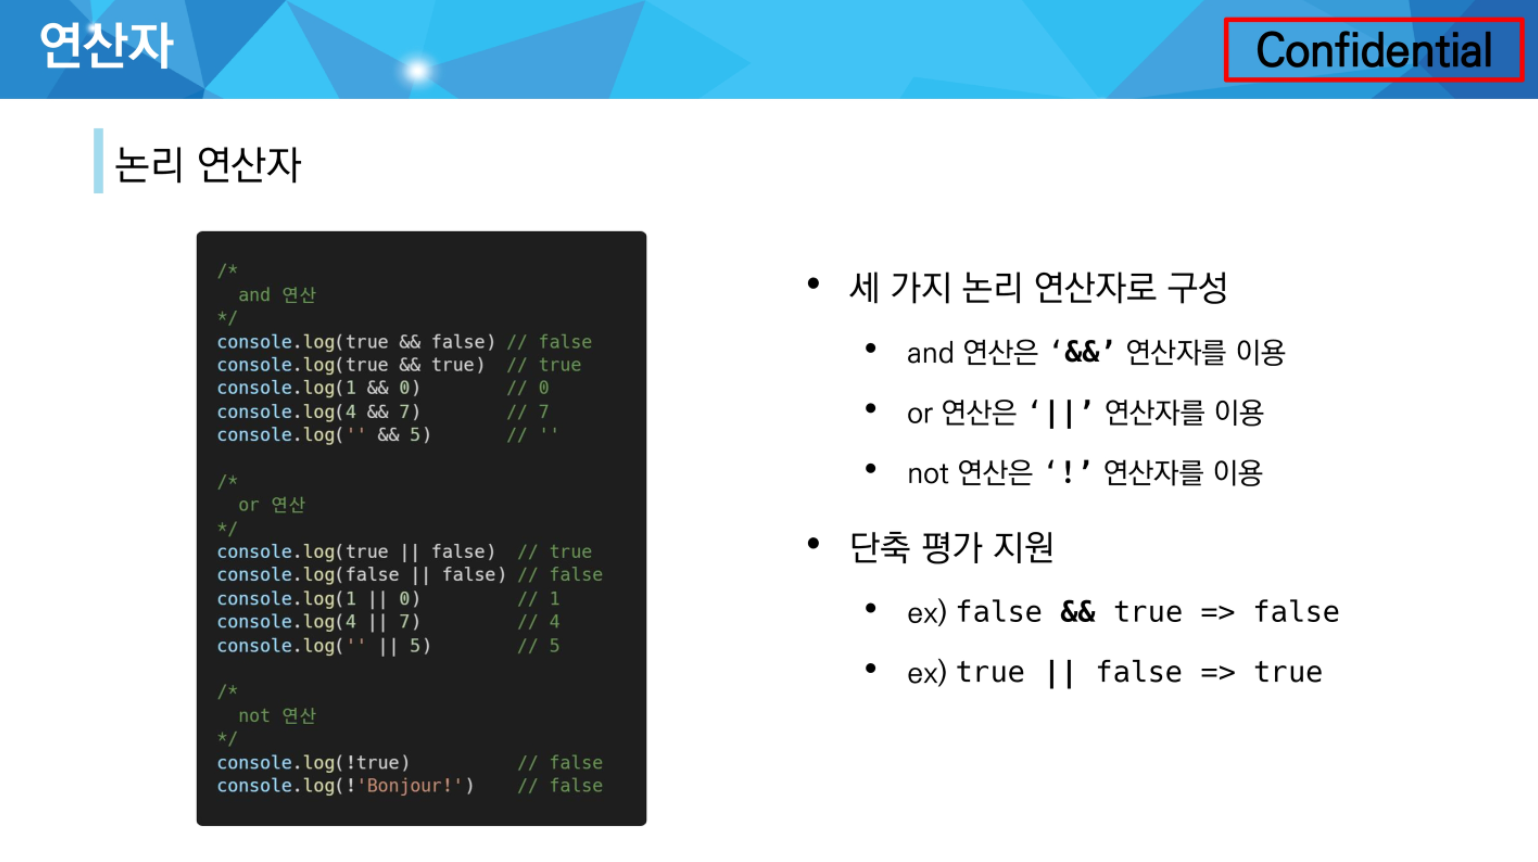 연산자
Confidential
논리 연산자
/*
  and 연산
*/
console.log(true && false) // false
console.log(true && true)  // true
console.log(1 && 0)        // 0
console.log(4 && 7)        // 7
console.log('' && 5)       // ''
/*
  or 연산
*/
console.log(true || false)  // true
console.log(false || false) // false
console.log(1 || 0)         // 1
console.log(4 || 7)         // 4
console.log('' || 5)        // 5
/*
  not 연산
*/
console.log(!true)          // false
console.log(!'Bonjour!')    // false
• 세 가지 논리 연산자로 구성
• and 연산은 ‘&&’ 연산자를 이용
• or 연산은 ‘||’ 연산자를 이용
• not 연산은 ‘!’ 연산자를 이용
• 단축 평가 지원
• ex) false && true => false
• ex) true || false => true